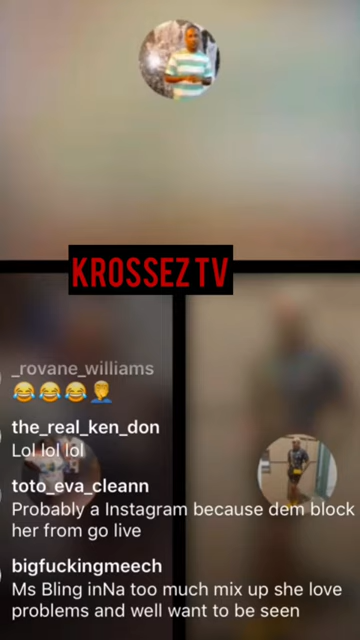 KROSSEZ TV
_rovane_williams
😂😂😂🤦‍♂️
the_real_ken_don
Lol lol lol
toto_eva_cleann
Probably a Instagram because dem block
her from go live
bigfuckingmeech
Ms Bling inNa too much mix up she love
problems and well want to be seen